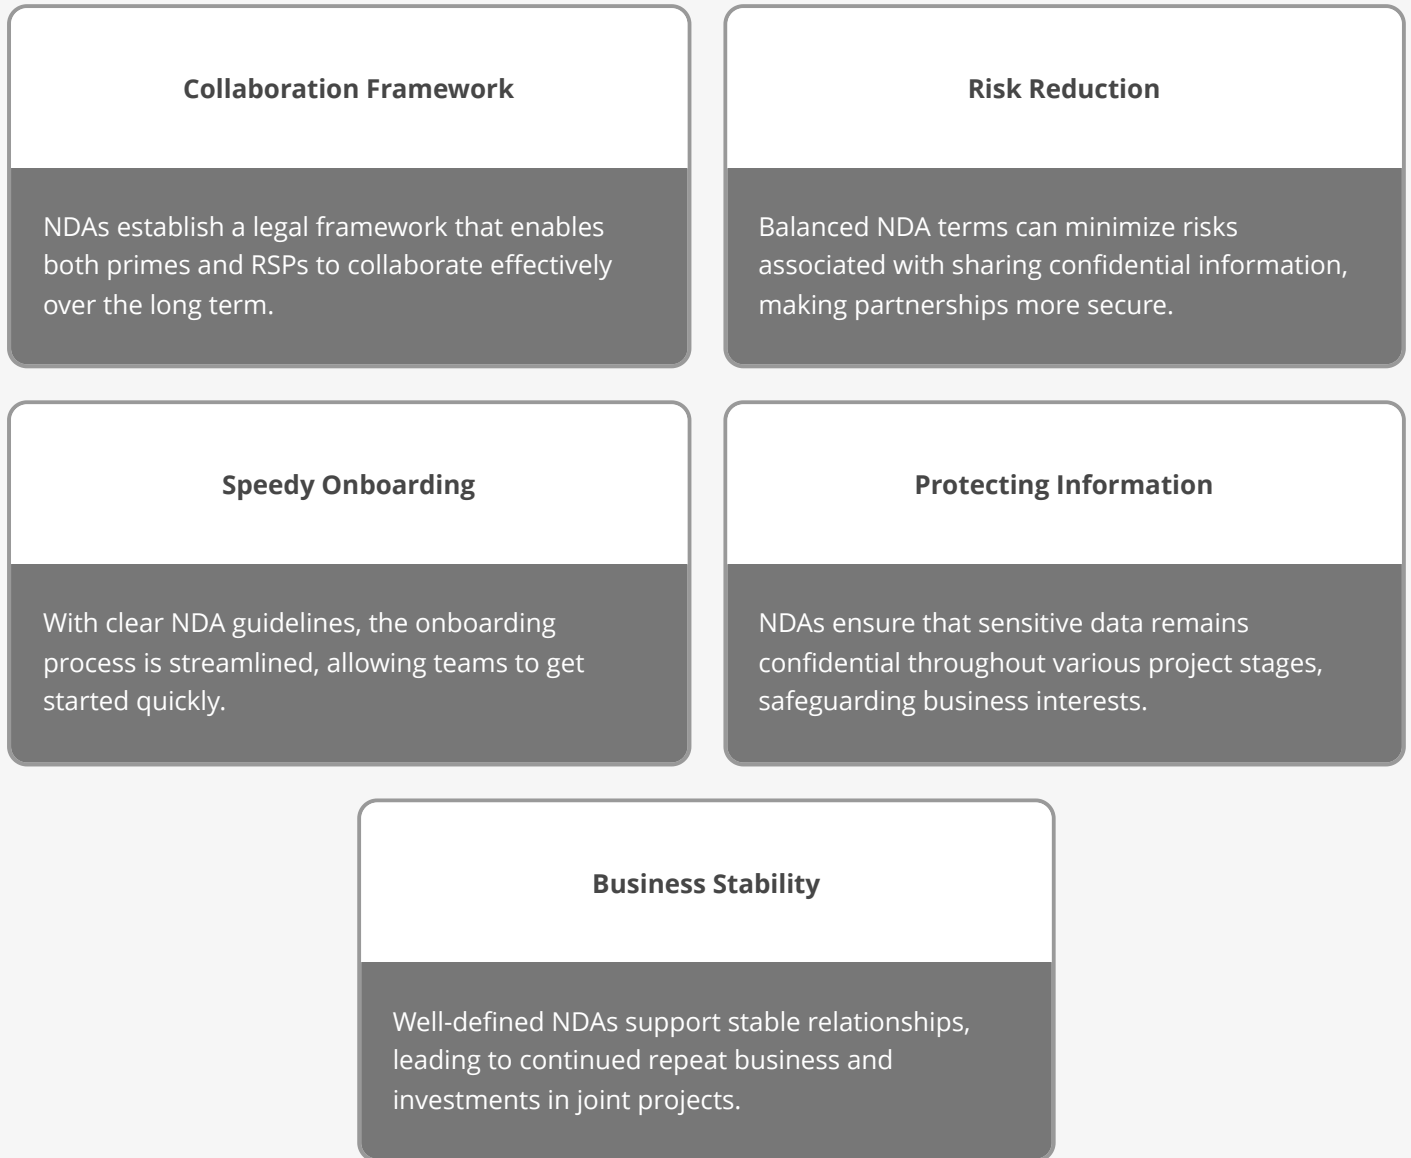 Collaboration Framework
NDAs establish a legal framework that enables
both primes and RSPs to collaborate effectively
over the long term.
Risk Reduction
Balanced NDA terms can minimize risks
associated with sharing confidential information,
making partnerships more secure.
Speedy Onboarding
With clear NDA guidelines, the onboarding
process is streamlined, allowing teams to get
started quickly.
Protecting Information
NDAs ensure that sensitive data remains
confidential throughout various project stages,
safeguarding business interests.
Business Stability
Well-defined NDAs support stable relationships,
leading to continued repeat business and
investments in joint projects.